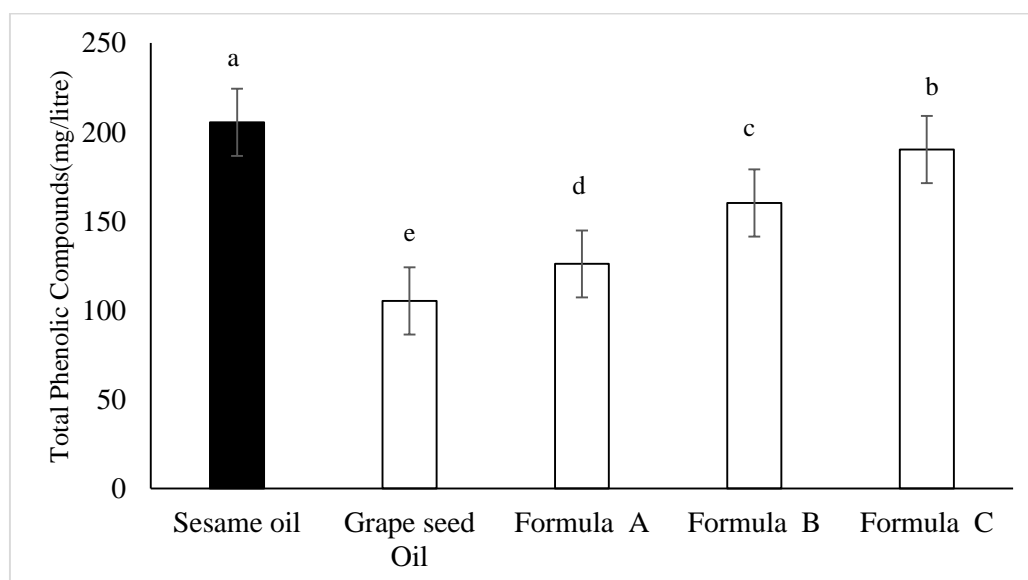 Total Phenolic Compounds(mg/litre)
250
200
150
100
50
0
a
e
d
c
b
Sesame oil
Grape seed
Oil
Formula A
Formula B
Formula C